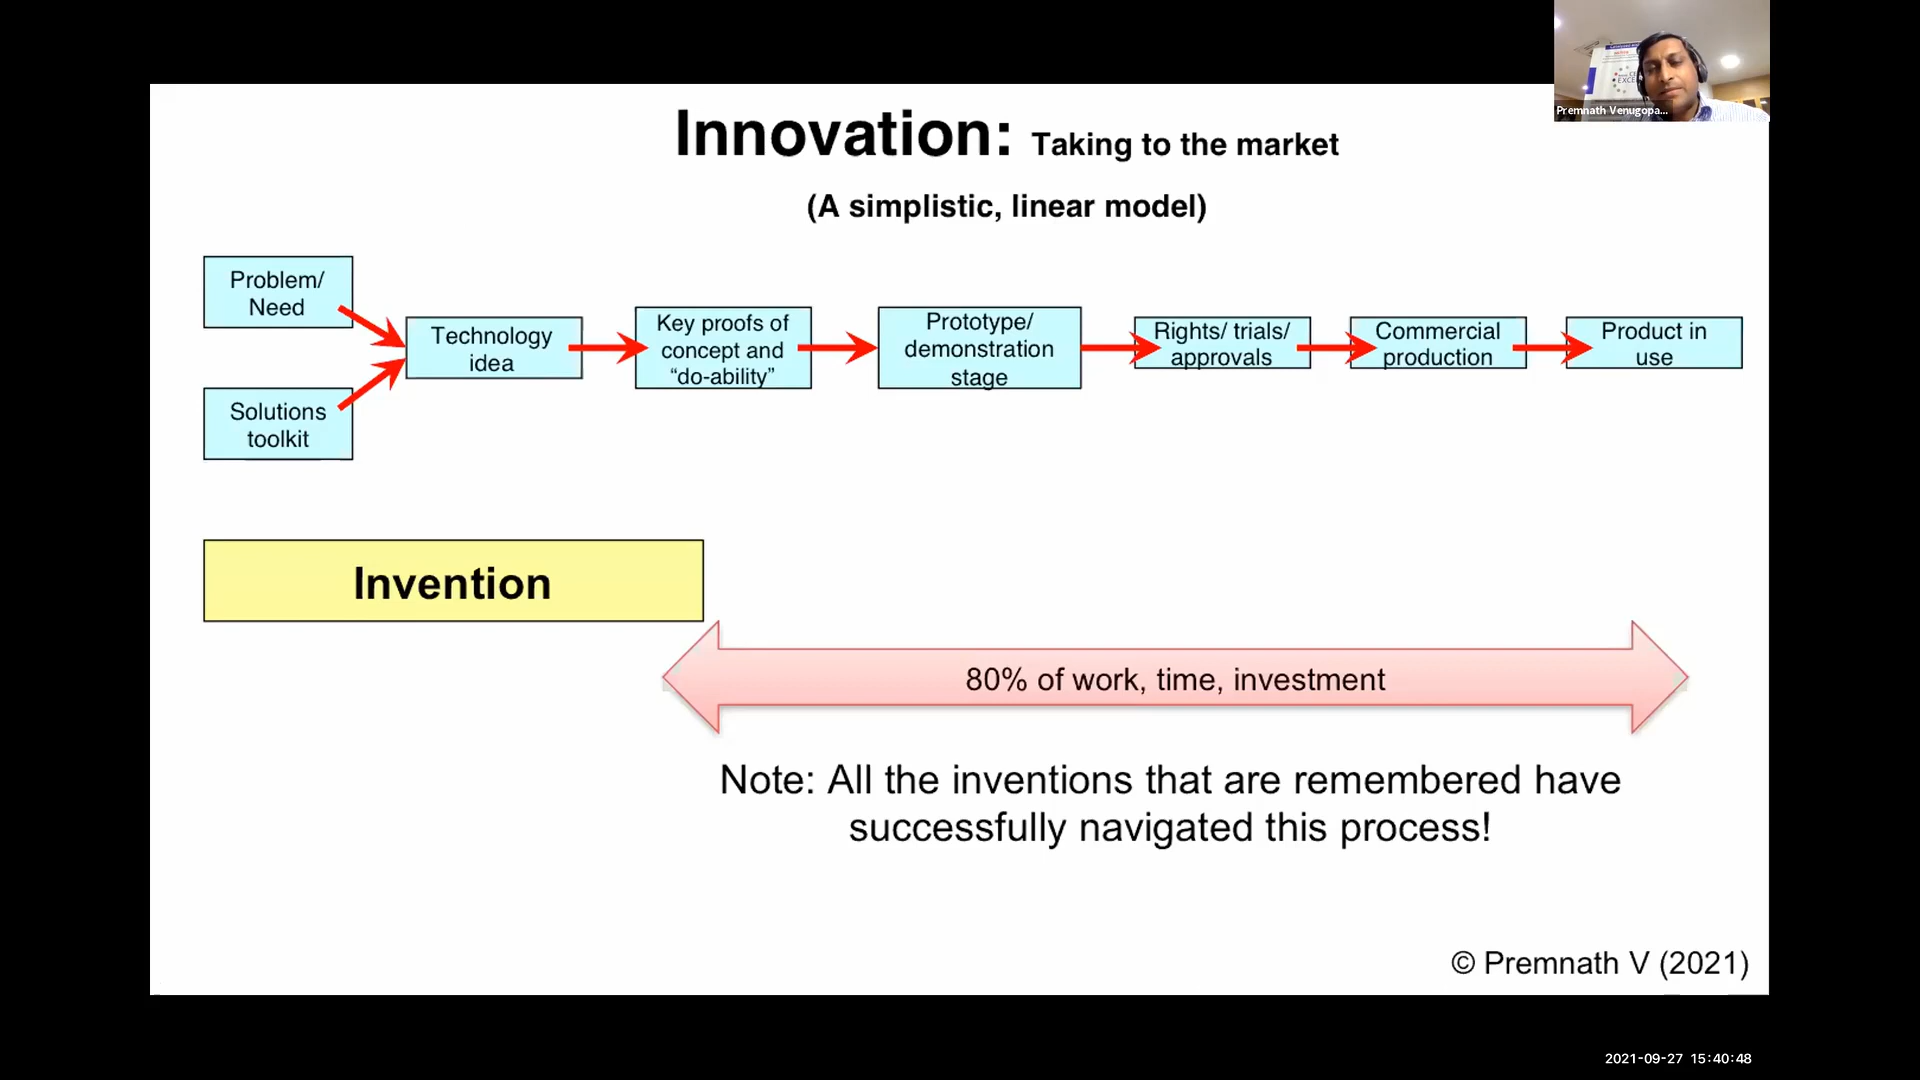 Innovation: Taking to the market
(A simplistic, linear model)
Problem/
Need
Solutions
toolkit
Technology
idea
Key proofs of
concept and
“do-ability”
Prototype/
demonstration
stage
Rights/ trials/
approvals
Commercial
production
Product in
use
Invention
80% of work, time, investment
Note: All the inventions that are remembered have
successfully navigated this process!
© Premnath V (2021)
Premnath Venugopa...
2021-09-27 15:40:48